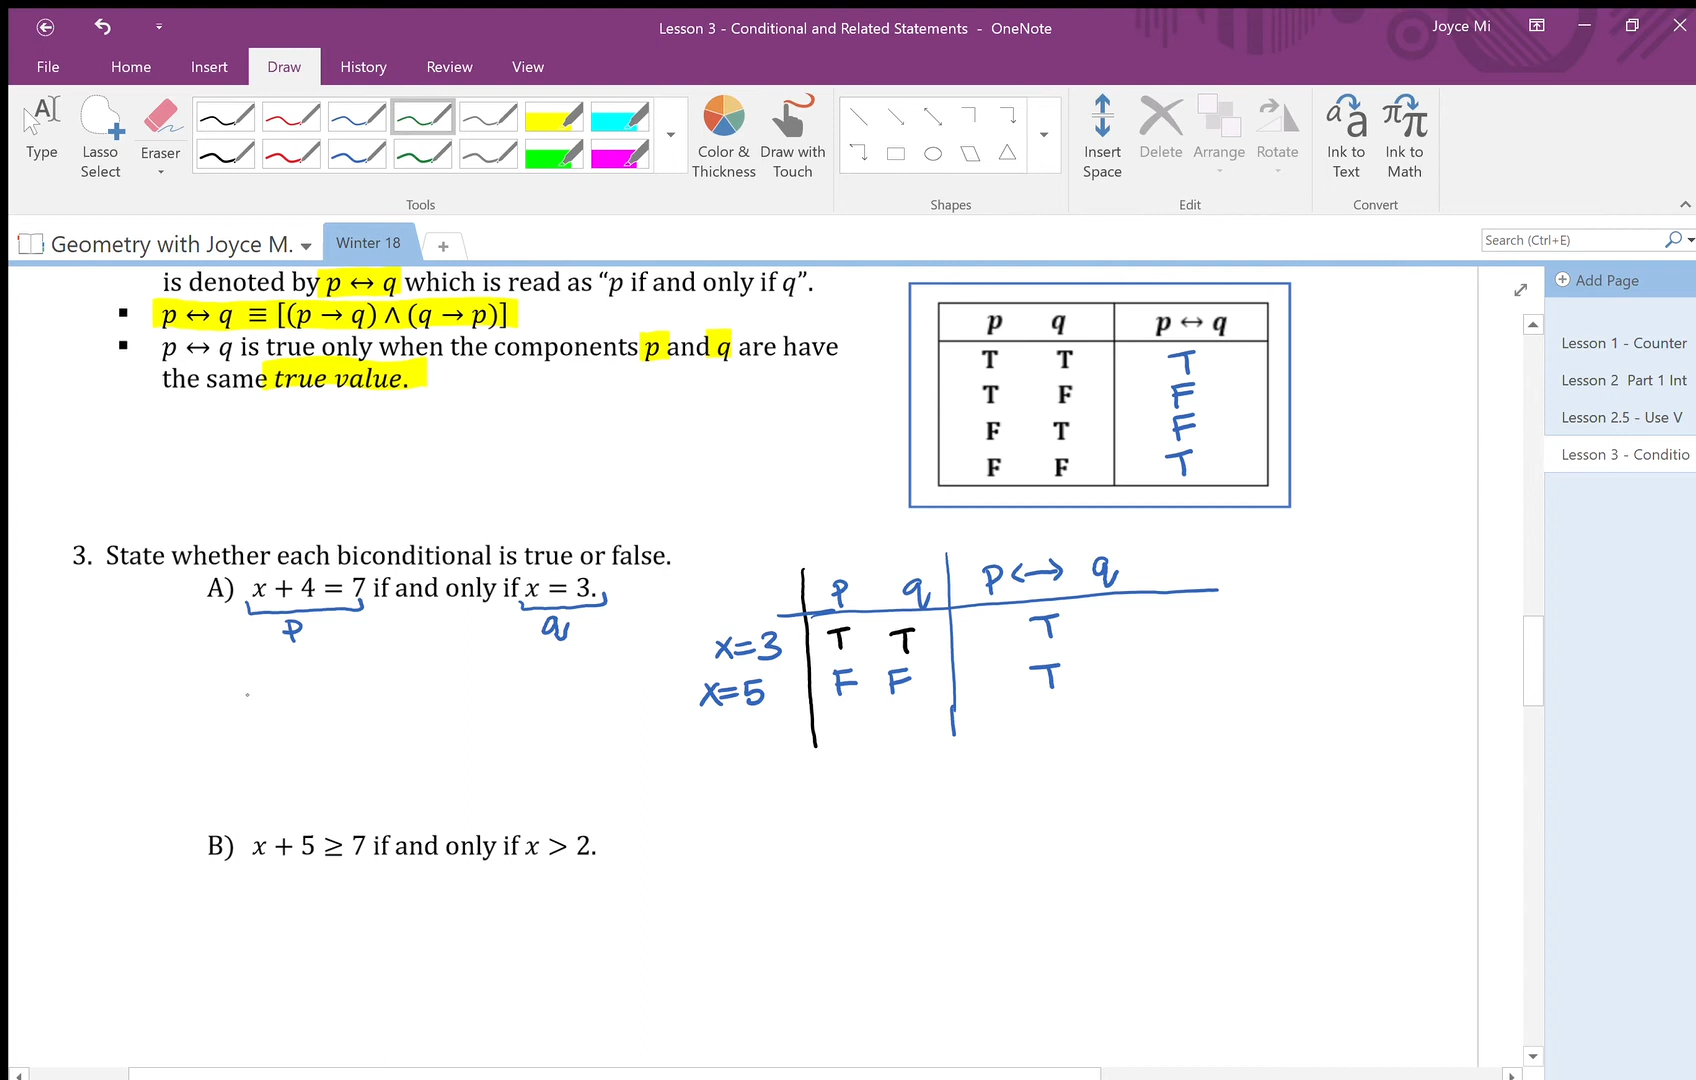 Lesson 3 - Conditional and Related Statements - OneNote
Joyce Mi
File Home Insert Draw History Review View
Type
Lasso Select
Eraser
Color & Thickness
Draw with Touch
Insert Space
Delete
Arrange
Rotate
Ink to Text
Ink to Math
Tools
Shapes
Edit
Convert
Geometry with Joyce M.
Winter 18
+
Search (Ctrl+E)
Add Page
Lesson 1 - Counter
Lesson 2 Part 1 Int
Lesson 2.5 - Use V
Lesson 3 - Conditio
is denoted by p ↔ q which is read as “p if and only if q”.
▪ p ↔ q ≡ [(p → q) ∧ (q → p)]
▪ p ↔ q is true only when the components p and q are have
the same true value.
p q p ↔ q
T T T
T F F
F T F
F F T
3. State whether each biconditional is true or false.
A) x + 4 = 7 if and only if x = 3.
p q
p q p<->q
x=3 T T T
x=5 F F T
B) x + 5 ≥ 7 if and only if x > 2.